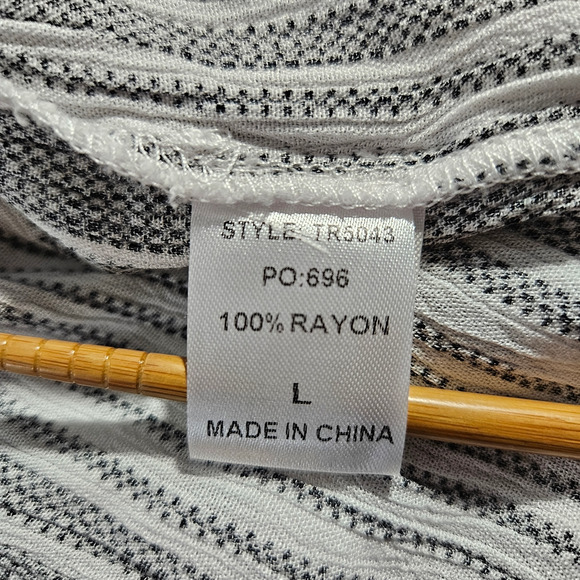 STYLE: TR5043
PO:696
100% RAYON
L
MADE IN CHINA